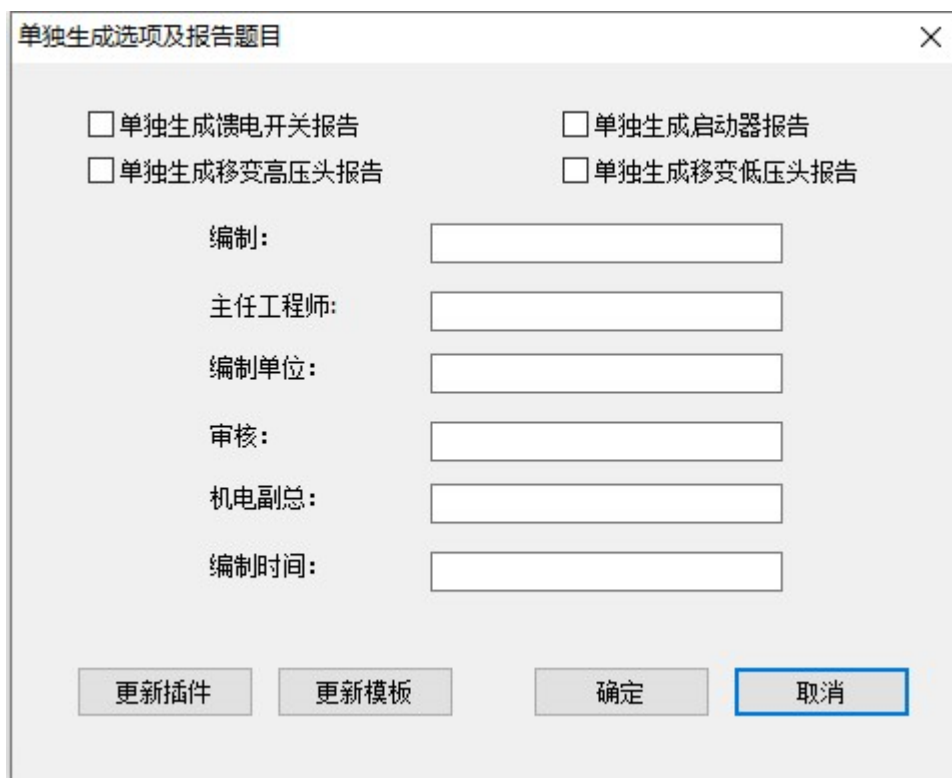 单独生成选项及报告题目
单独生成馈电开关报告
单独生成启动器报告
单独生成移变高压头报告
单独生成移变低压头报告
编制：
主任工程师:
编制单位：
审核：
机电副总：
编制时间：
更新插件
更新模板
确定
取消